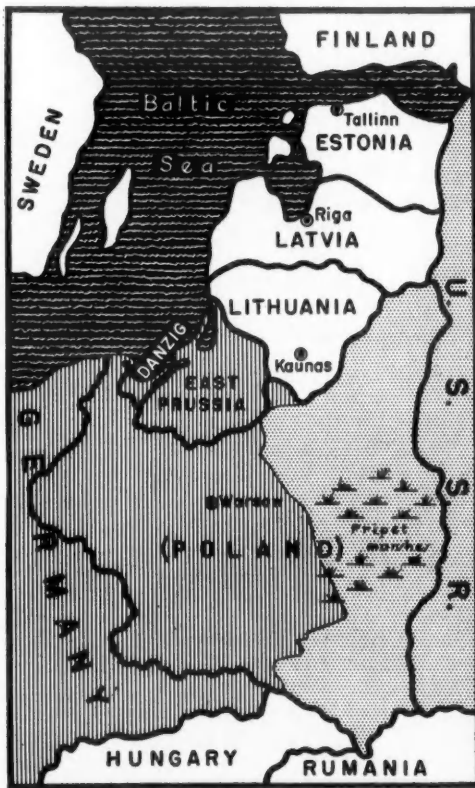 FINLAND
Baltic
Sea
SWEDEN
Tallinn
ESTONIA
Riga
LATVIA
LITHUANIA
Kaunas
DANZIG
EAST
PRUSSIA
U. S. S. R.
GERMANY
Warsaw
(POLAND)
Pripet
marshes
HUNGARY
RUMANIA